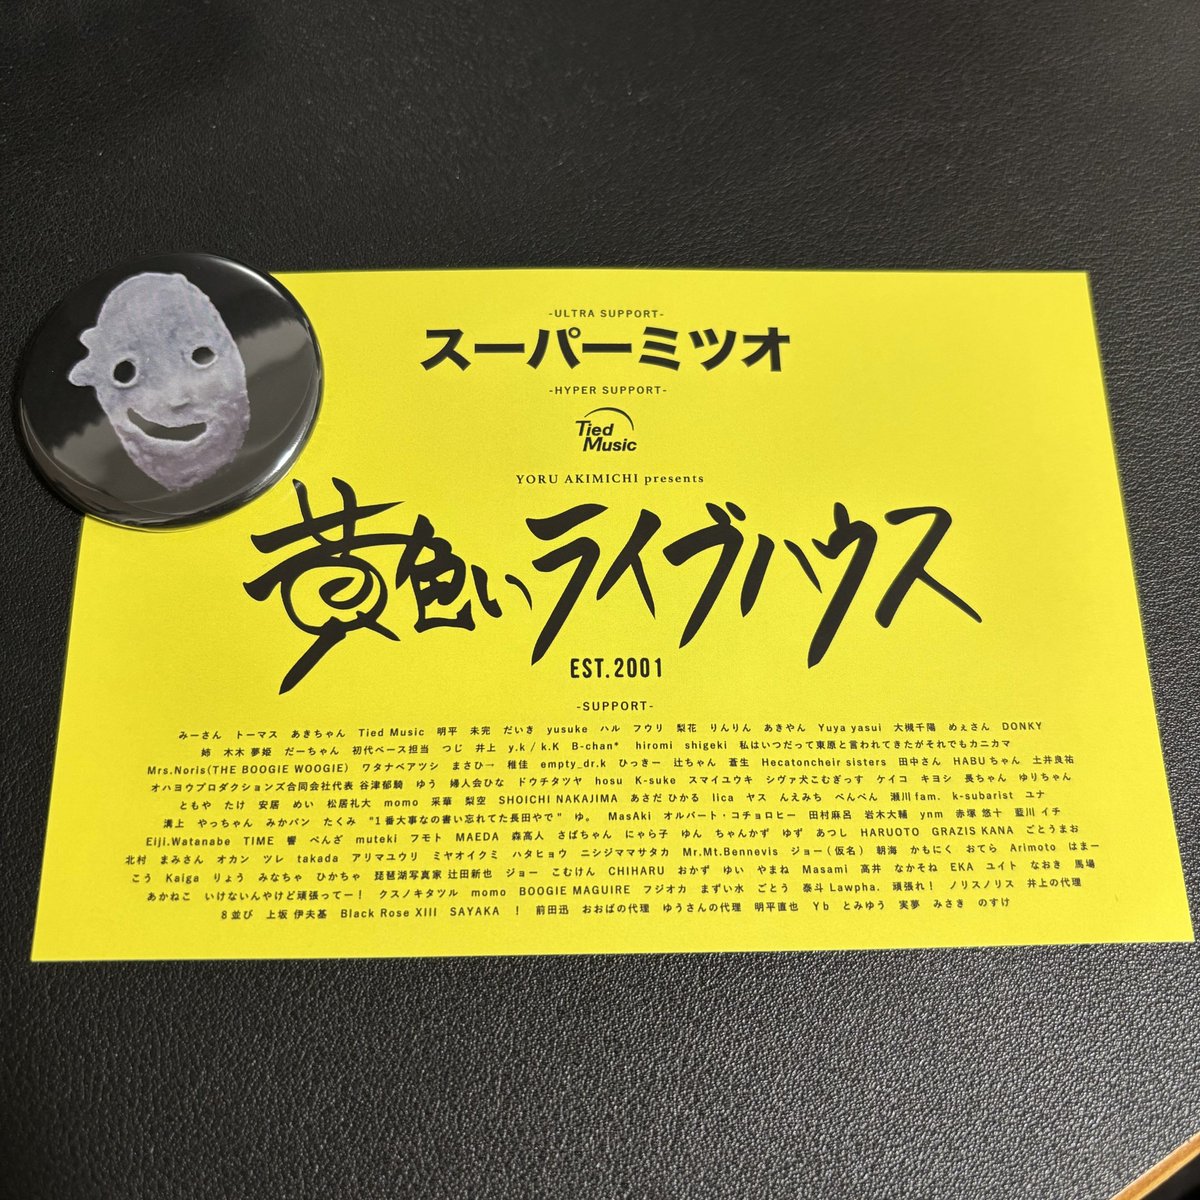 -ULTRA SUPPORT-
スーパーミツオ
-HYPER SUPPORT-
Tied
Music
YORU AKIMICHI presents
黄色いライブハウス
EST.2001
-SUPPORT-
みーさん トーマス あきちゃん Tied Music 明平 未完 だいき yusuke ハル フウリ 梨花 りんりん あきやん Yuya yasui 大槻千陽 めぇさん DONKY
姉 木木 夢姫 だーちゃん 初代ベース担当 つじ 井上 y.k / k.K B-chan* hiromi shigeki 私はいつだって東原と言われてきたがそれでもカニカマ
Mrs.Noris(THE BOOGIE WOOGIE) ワタナベアツシ まさひー 稚佳 empty_dr.k ひっきー 辻ちゃん 蒼生 Hecatoncheir sisters 田中さん HABUちゃん 土井良祐
オハヨウプロダクションズ合同会社代表 谷津郁騎 ゆう 婦人会ひな ドウチタツヤ hosu K-suke スマイユウキ シヴァ犬こむぎっす ケイコ キヨシ 長ちゃん ゆりちゃん
ともや たけ 安居 めい 松居礼大 momo 采華 梨空 SHOICHI NAKAJIMA あさだ ひかる lica ヤス んえみち ぺんぺん 瀬川 fam. k-subarist ユナ
溝上 やっちゃん みかパン たくみ "1番大事なの書い忘れてた長田やで" ゆ。 MasAki オルバート・コチョロヒー 田村麻呂 岩木大輔 ynm 赤塚 悠十 藍川 イチ
Eiji.Watanabe TIME 響 べんざ muteki フモト MAEDA 森高人 さばちゃん にゃら子 ゆん ちゃんかず ゆず あつし HARUOTO GRAZIS KANA ごとうまお
北村 まみさん オカン ツレ takada アリマユウリ ミヤオイクミ ハタヒョウ ニシジママサタカ Mr.Mt.Bennevis ジョー(仮名) 朝海 かもにく おてら Arimoto はまー
こう Kaiga りょう みなちゃ ひかちゃ 琵琶湖写真家 辻田新也 ジョー こむけん CHIHARU おかず ゆい やまね Masami 高井 なかそね EKA ユイト なおき 馬場
あかねこ いけないんやけど頑張ってー! クスノキタツル momo BOOGIE MAGUIRE フジオカ まずい水 ごとう 泰斗 Lawpha. 頑張れ! ノリスノリス 井上の代理
8並び 上坂 伊夫基 Black Rose XIII SAYAKA ! 前田迅 おおばの代理 ゆうさんの代理 明平直也 Yb とみゆう 実夢 みさき のすけ